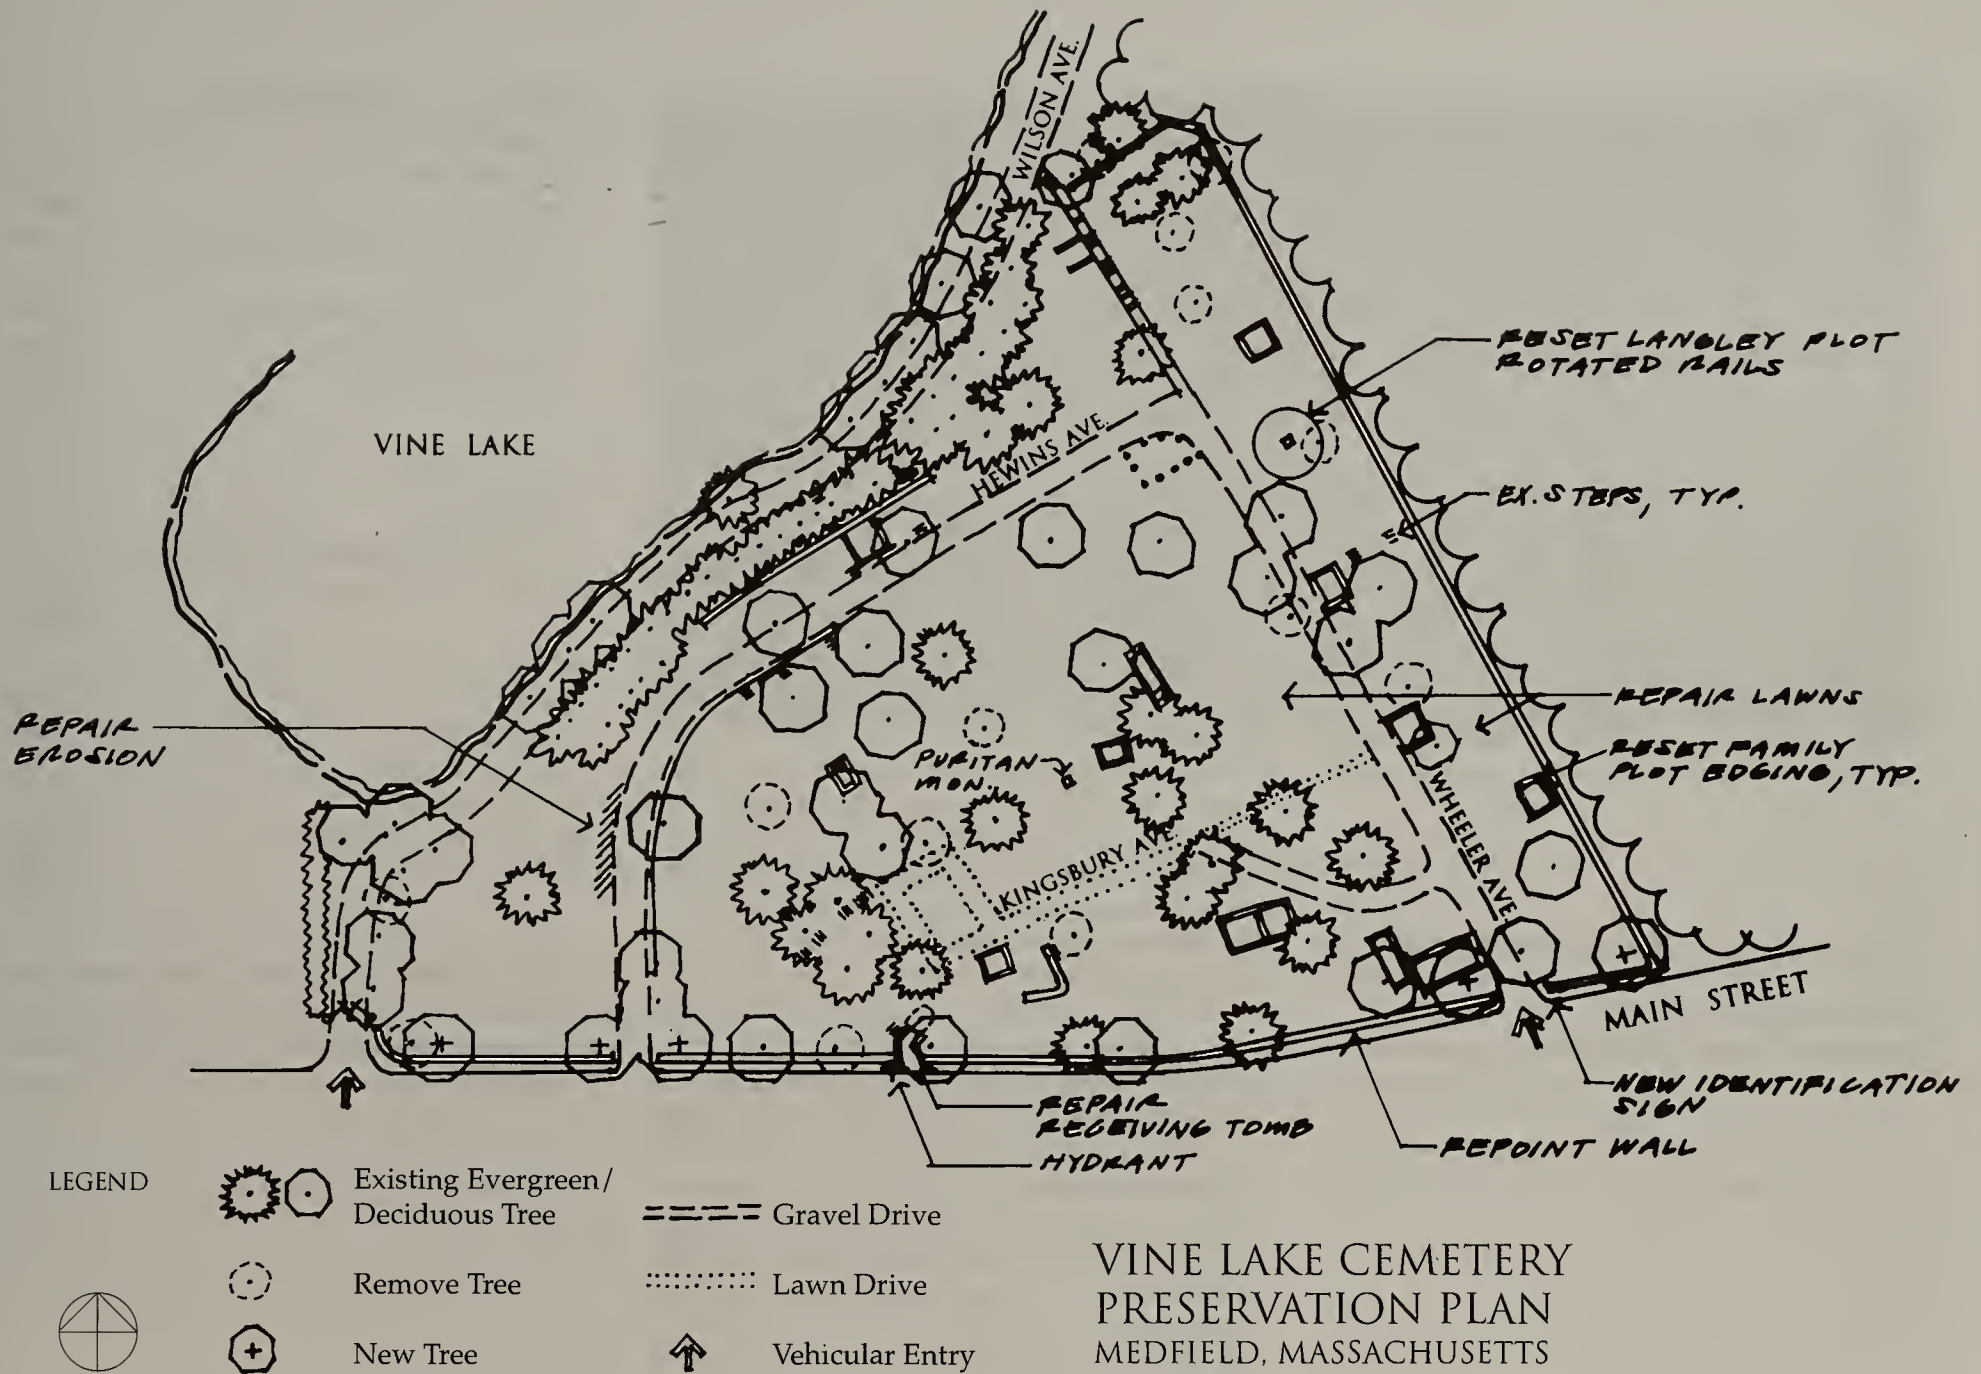 WILSON AVE.
RESET LANGLEY PLOT
ROTATED RAILS
VINE LAKE
HEWINS AVE.
EX. STEPS, TYP.
REPAIR LAWNS
REPAIR
EROSION
PURITAN
MON.
RESET FAMILY
PLOT EDGING, TYP.
WHEELER AVE.
KINGSBURY AVE.
MAIN STREET
NEW IDENTIFICATION
SIGN
REPAIR
RECEIVING TOMB
REPOINT WALL
HYDRANT
LEGEND
Existing Evergreen/
Deciduous Tree
Gravel Drive
Remove Tree
Lawn Drive
New Tree
Vehicular Entry
VINE LAKE CEMETERY
PRESERVATION PLAN
MEDFIELD, MASSACHUSETTS